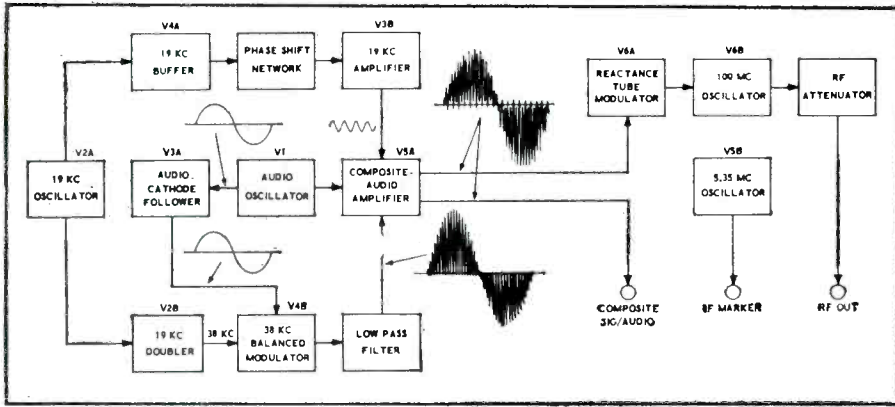 V4A
19 KC
BUFFER
PHASE SHIFT
NETWORK
V3B
19 KC
AMPLIFIER
V6A
REACTANCE
TUBE
MODULATOR
V6B
100 MC
OSCILLATOR
RF
ATTENUATOR
V2A
19 KC
OSCILLATOR
V3A
AUDIO
CATHODE
FOLLOWER
V1
AUDIO
OSCILLATOR
V5A
COMPOSITE-
AUDIO
AMPLIFIER
V5B
5.35 MC
OSCILLATOR
V2B
19 KC
DOUBLER
38 KC
V4B
38 KC
BALANCED
MODULATOR
LOW PASS
FILTER
COMPOSITE
SIG/AUDIO
RF MARKER
RF OUT